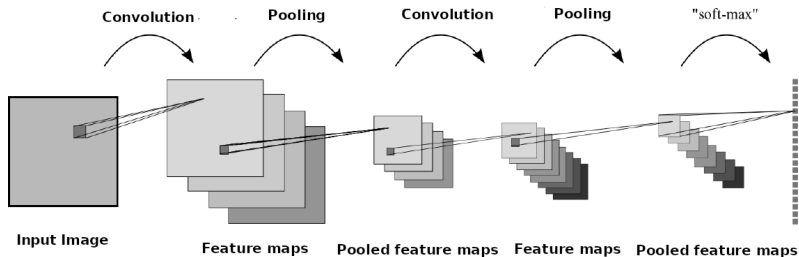 Convolution
Pooling
Convolution
Pooling
"soft-max"
Input Image
Feature maps
Pooled feature maps
Feature maps
Pooled feature maps